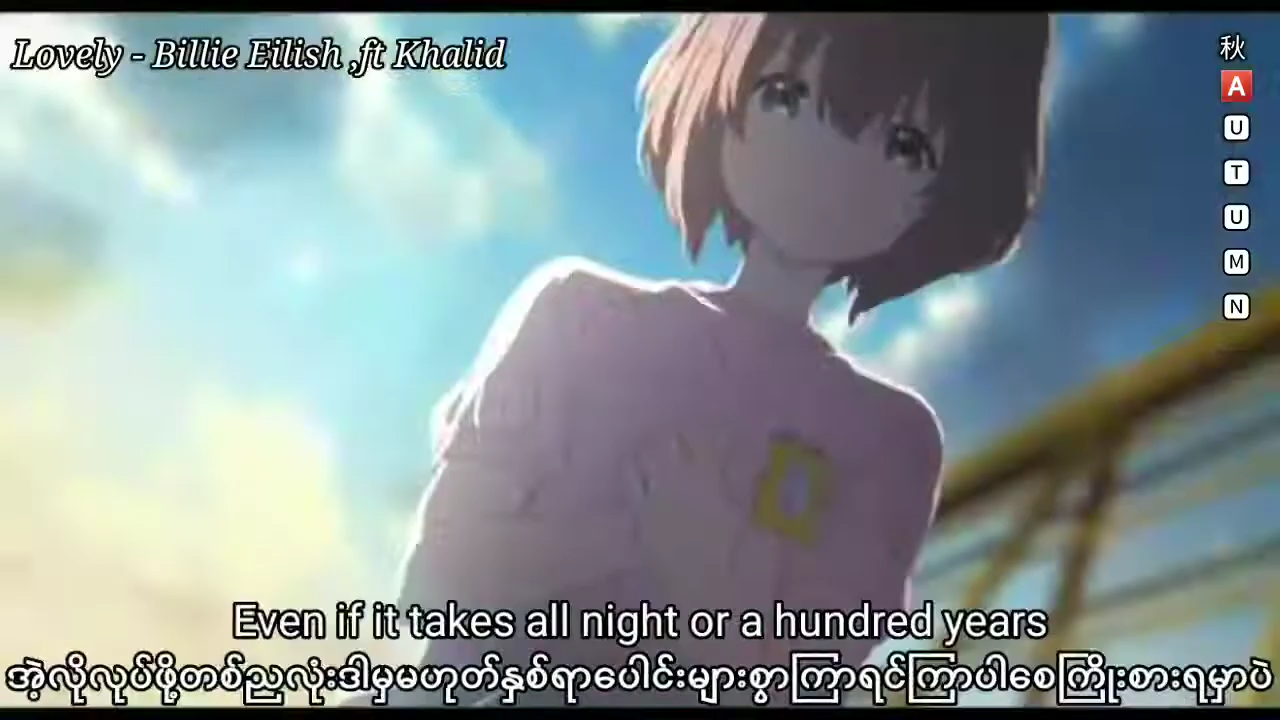 Lovely - Billie Eilish ,ft Khalid
秋
A
U
T
U
M
N
Even if it takes all night or a hundred years
အဲ့လိုလုပ်ဖို့တစ်ညလုံးဒါမှမဟုတ်နှစ်ရာပေါင်းများစွာကြာရင်ကြာပါစေကြိုးစားရမှာပဲ